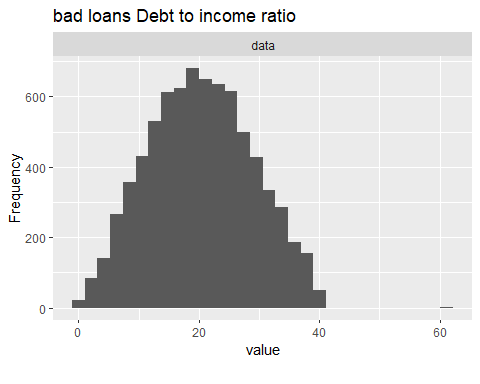 bad loans Debt to income ratio
data
Frequency
600
400
200
0
0 20 40 60
value